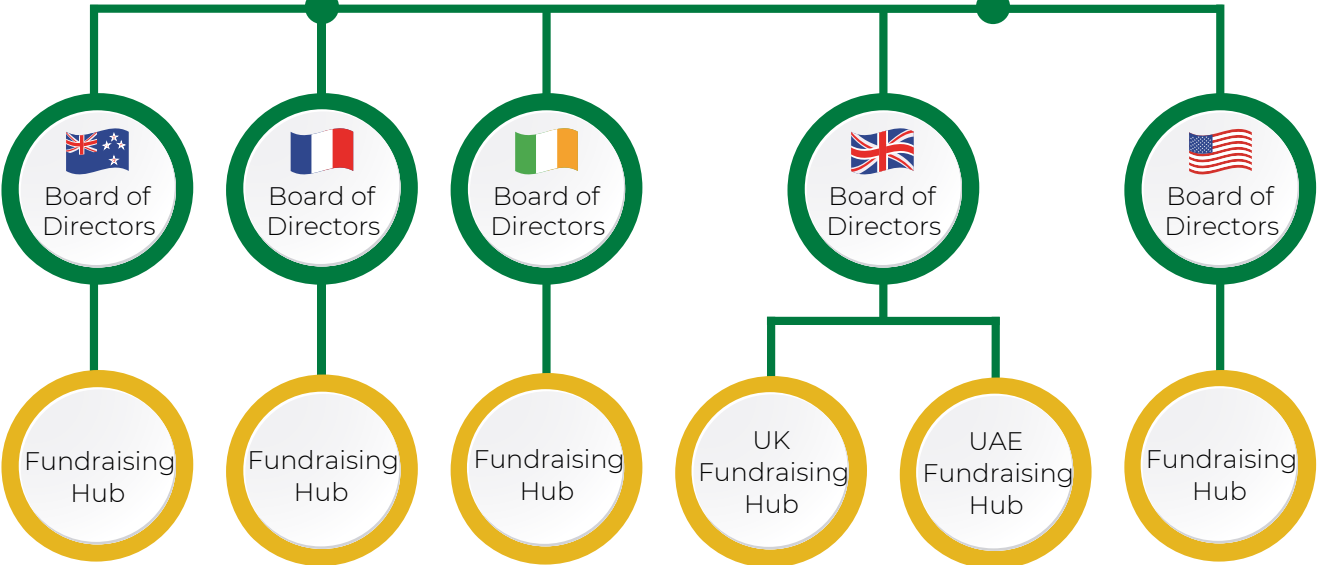 Board of
Directors
Board of
Directors
Board of
Directors
Board of
Directors
Board of
Directors
Fundraising
Hub
Fundraising
Hub
Fundraising
Hub
UK
Fundraising
Hub
UAE
Fundraising
Hub
Fundraising
Hub